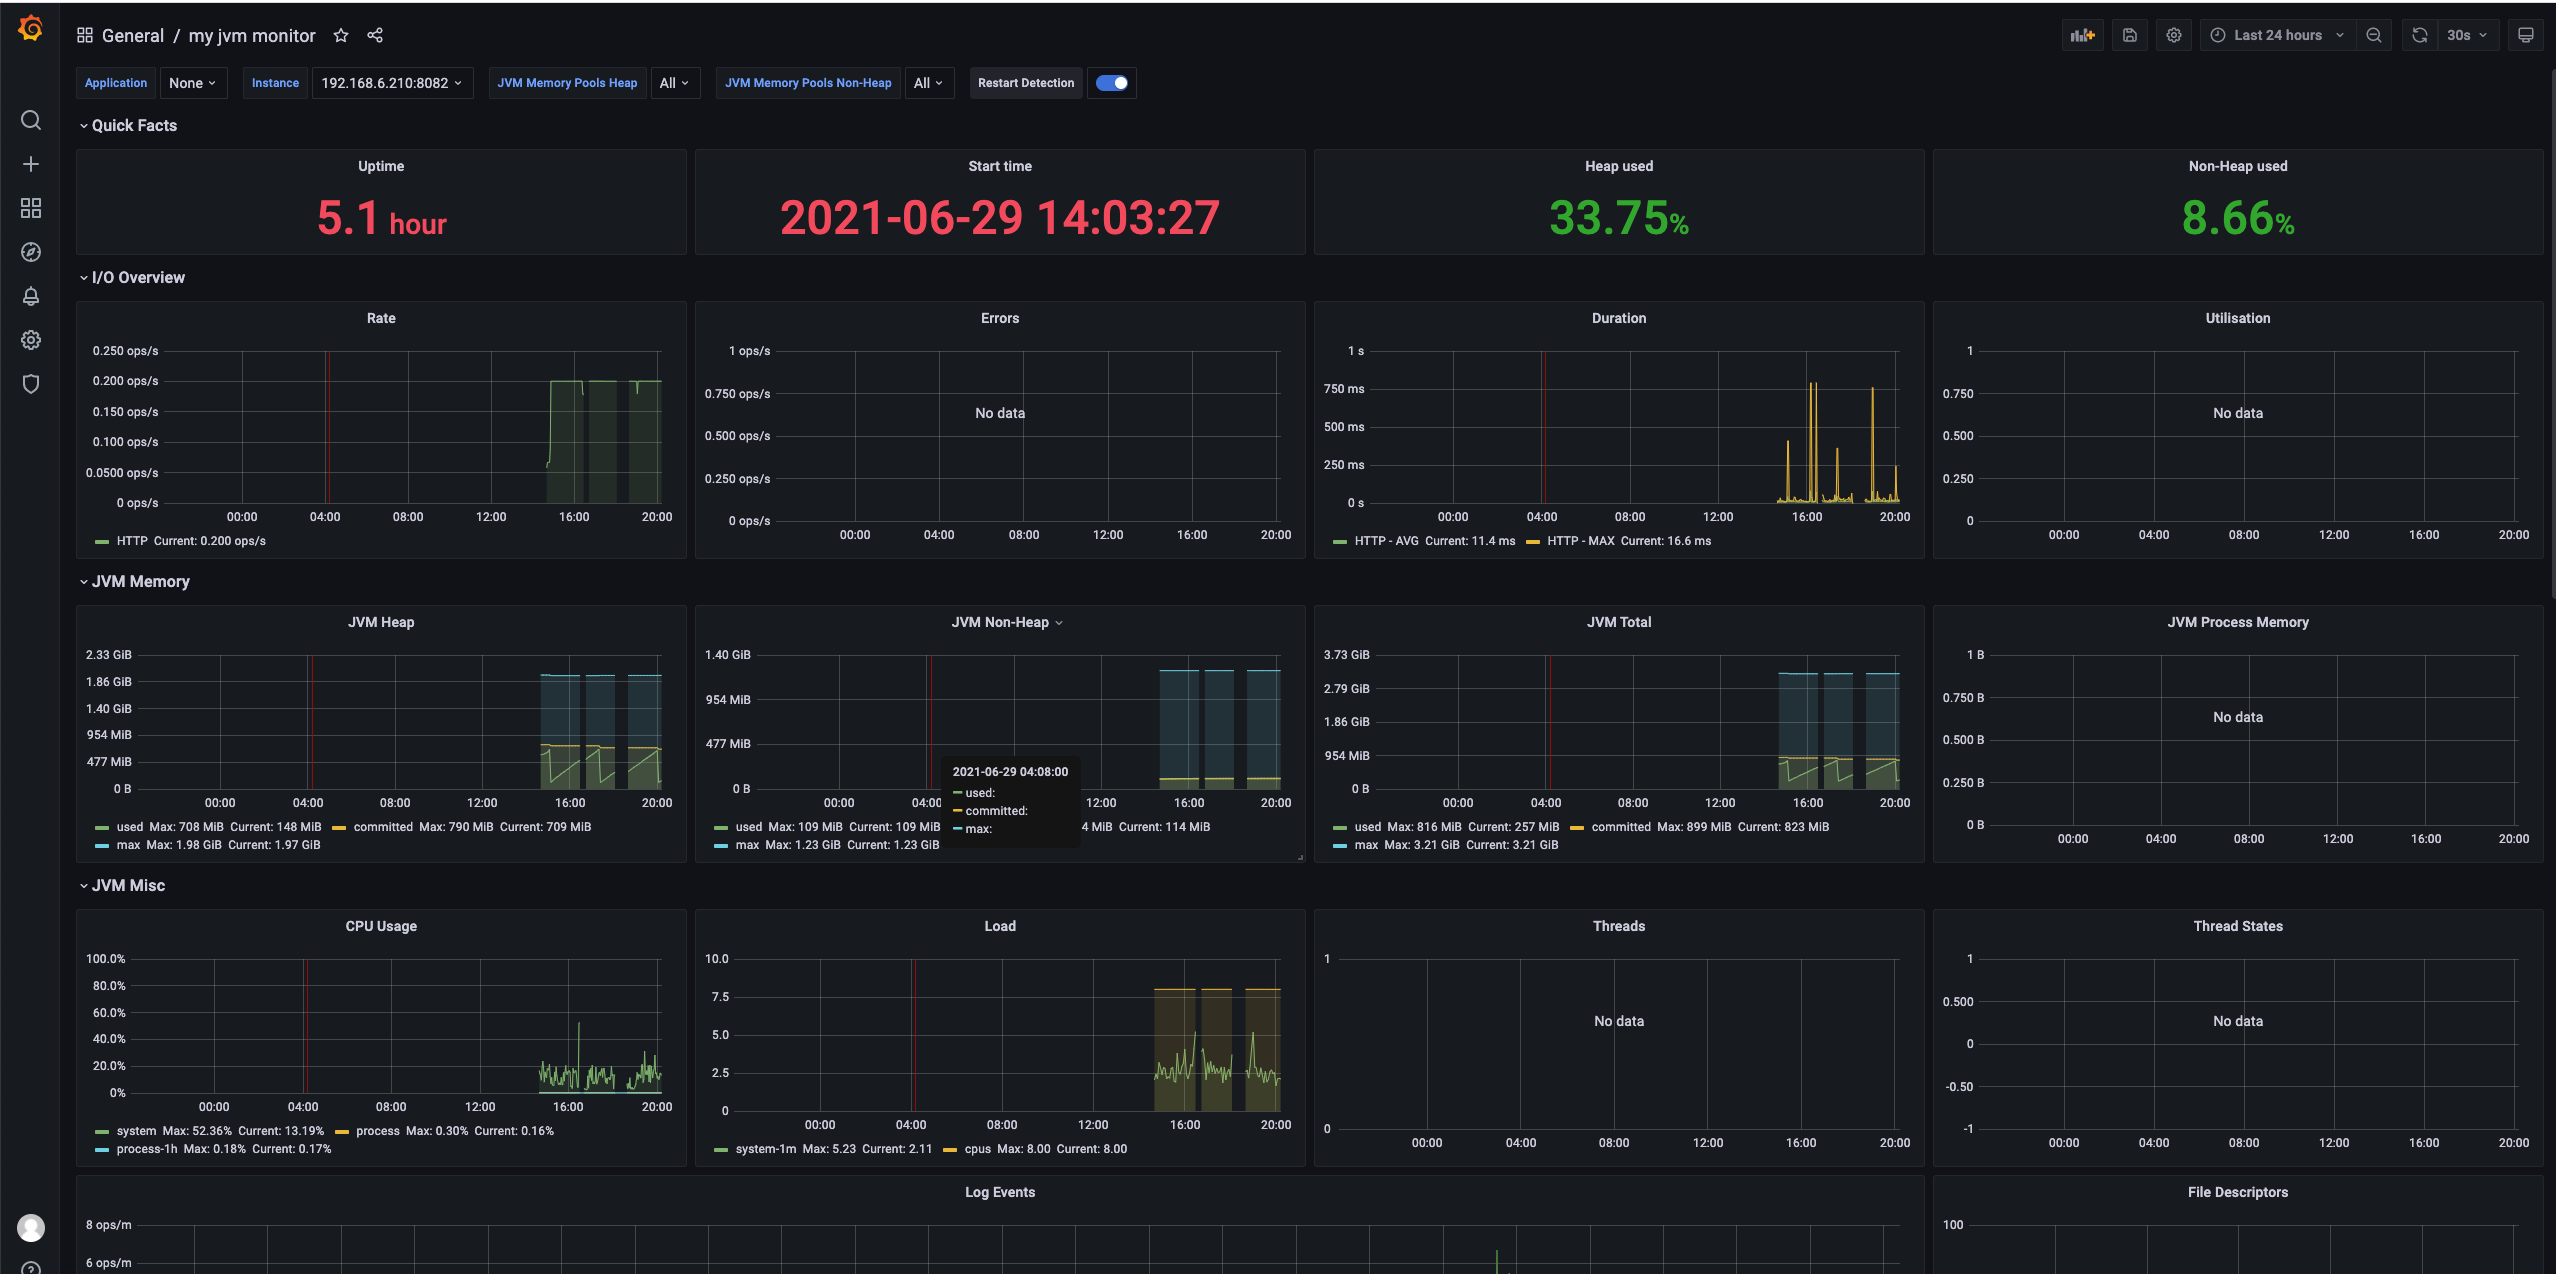 General / my jvm monitor
Last 24 hours
30s
Application None Instance 192.168.6.210:8082 JVM Memory Pools Heap All JVM Memory Pools Non-Heap All Restart Detection
Quick Facts
Uptime
5.1 hour
Start time
2021-06-29 14:03:27
Heap used
33.75%
Non-Heap used
8.66%
I/O Overview
Rate
0.250 ops/s
0.200 ops/s
0.150 ops/s
0.100 ops/s
0.0500 ops/s
0 ops/s
00:00 04:00 08:00 12:00 16:00 20:00
HTTP Current: 0.200 ops/s
Errors
1 ops/s
0.750 ops/s
No data
0.500 ops/s
0.250 ops/s
0 ops/s
00:00 04:00 08:00 12:00 16:00 20:00
Duration
1 s
750 ms
500 ms
250 ms
0 s
00:00 04:00 08:00 12:00 16:00 20:00
HTTP - AVG Current: 11.4 ms HTTP - MAX Current: 16.6 ms
Utilisation
1
0.750
No data
0.500
0.250
0
00:00 04:00 08:00 12:00 16:00 20:00
JVM Memory
JVM Heap
2.33 GiB
1.86 GiB
1.40 GiB
954 MiB
477 MiB
0 B
00:00 04:00 08:00 12:00 16:00 20:00
used Max: 708 MiB Current: 148 MiB committed Max: 790 MiB Current: 709 MiB
max Max: 1.98 GiB Current: 1.97 GiB
JVM Non-Heap
1.40 GiB
954 MiB
477 MiB
0 B
00:00 04:00 12:00 16:00 20:00
2021-06-29 04:08:00
used:
committed:
max:
used Max: 109 MiB Current: 109 MiB 4 MiB Current: 114 MiB
max Max: 1.23 GiB Current: 1.23 GiB
JVM Total
3.73 GiB
2.79 GiB
1.86 GiB
954 MiB
0 B
00:00 04:00 08:00 12:00 16:00 20:00
used Max: 816 MiB Current: 257 MiB committed Max: 899 MiB Current: 823 MiB
max Max: 3.21 GiB Current: 3.21 GiB
JVM Process Memory
1 B
0.750 B
No data
0.500 B
0.250 B
0 B
00:00 04:00 08:00 12:00 16:00 20:00
JVM Misc
CPU Usage
100.0%
80.0%
60.0%
40.0%
20.0%
0%
00:00 04:00 08:00 12:00 16:00 20:00
system Max: 52.36% Current: 13.19% process Max: 0.30% Current: 0.16%
process-1h Max: 0.18% Current: 0.17%
Load
10.0
7.5
5.0
2.5
0
00:00 04:00 08:00 12:00 16:00 20:00
system-1m Max: 5.23 Current: 2.11 cpus Max: 8.00 Current: 8.00
Threads
1
No data
0
00:00 04:00 08:00 12:00 16:00 20:00
Thread States
1
0.500
No data
0
-0.50
-1
00:00 04:00 08:00 12:00 16:00 20:00
Log Events
8 ops/m
6 ops/m
File Descriptors
100